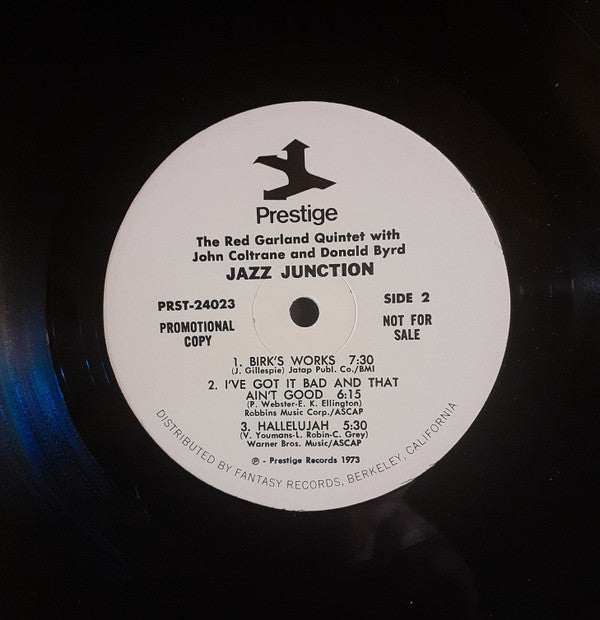 Prestige
The Red Garland Quintet with
John Coltrane and Donald Byrd
JAZZ JUNCTION
PRST-24023
SIDE 2
PROMOTIONAL
COPY
NOT FOR
SALE
1. BIRK'S WORKS 7:30
(J. Gillespie) Jatap Publ. Co./BMI
2. I'VE GOT IT BAD AND THAT
AIN'T GOOD 6:15
(P. Webster-E. K. Ellington)
Robbins Music Corp./ASCAP
3. HALLELUJAH 5:30
(V. Youmans-L. Robin-C. Grey)
Warner Bros. Music/ASCAP
℗ - Prestige Records 1973
DISTRIBUTED BY FANTASY RECORDS, BERKELEY, CALIFORNIA